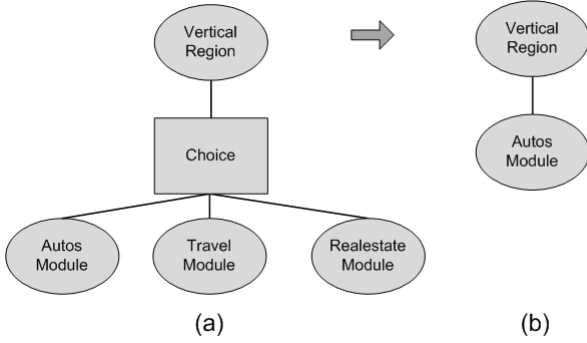 Vertical
Region
Choice
Autos
Module
Travel
Module
Realestate
Module
(a)
Vertical
Region
Autos
Module
(b)